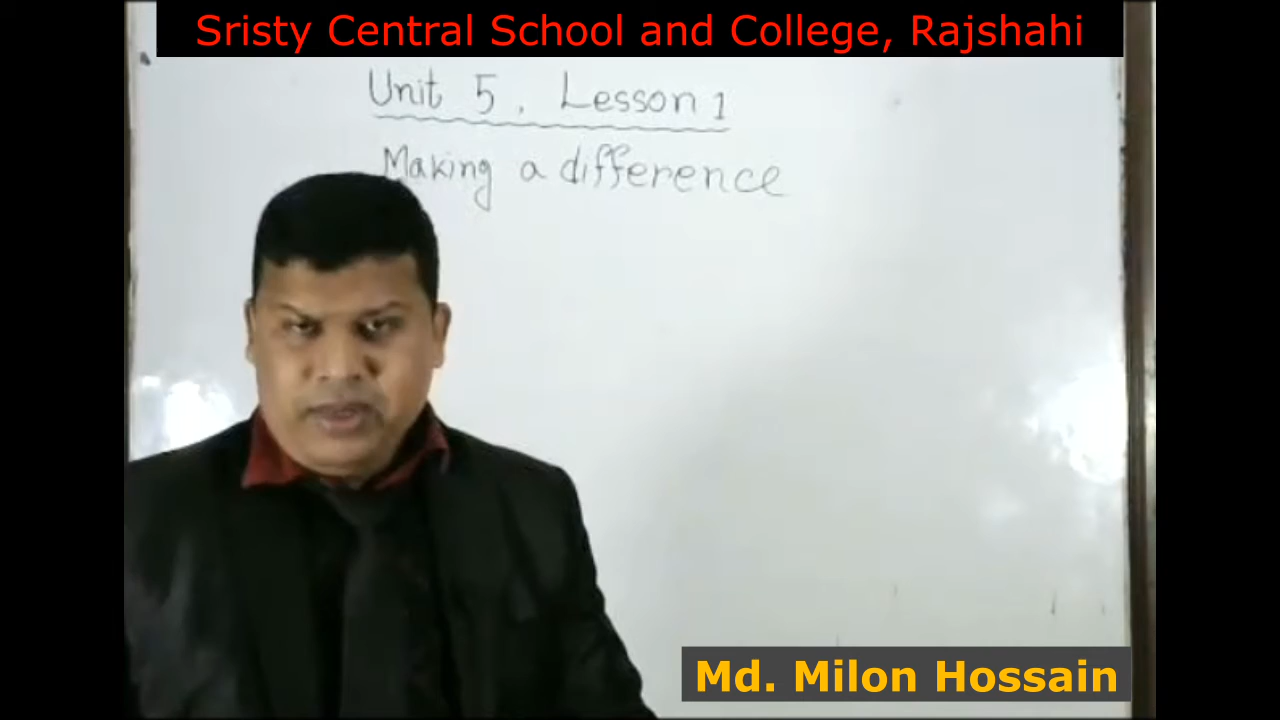 Sristy Central School and College, Rajshahi
Unit 5, Lesson 1
Making a difference
Md. Milon Hossain